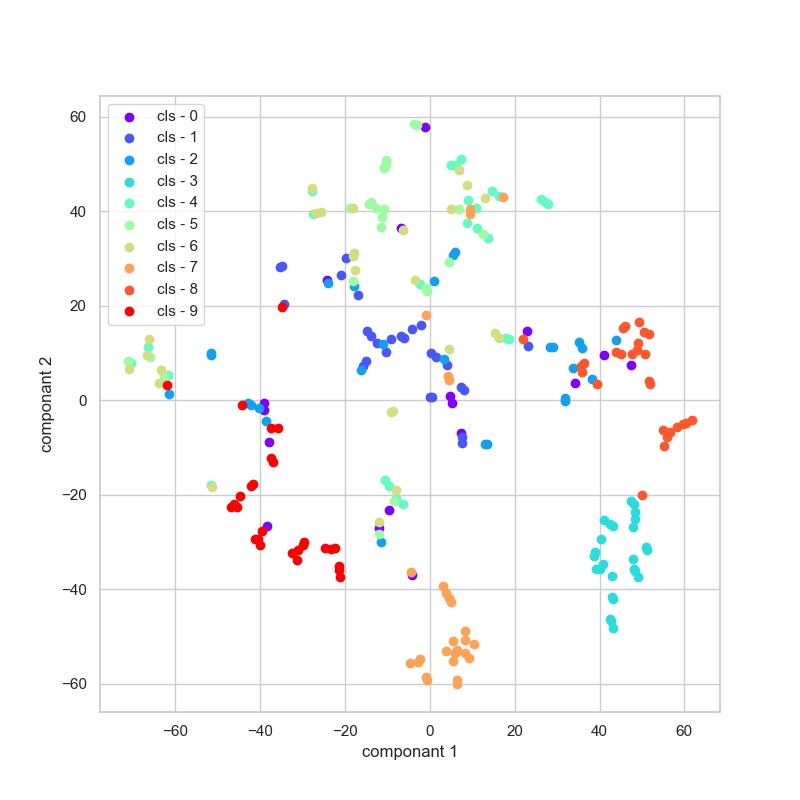 cls - 0
cls - 1
cls - 2
cls - 3
cls - 4
cls - 5
cls - 6
cls - 7
cls - 8
cls - 9
60
40
20
0
−20
−40
−60
componant 2
−60 −40 −20 0 20 40 60
componant 1